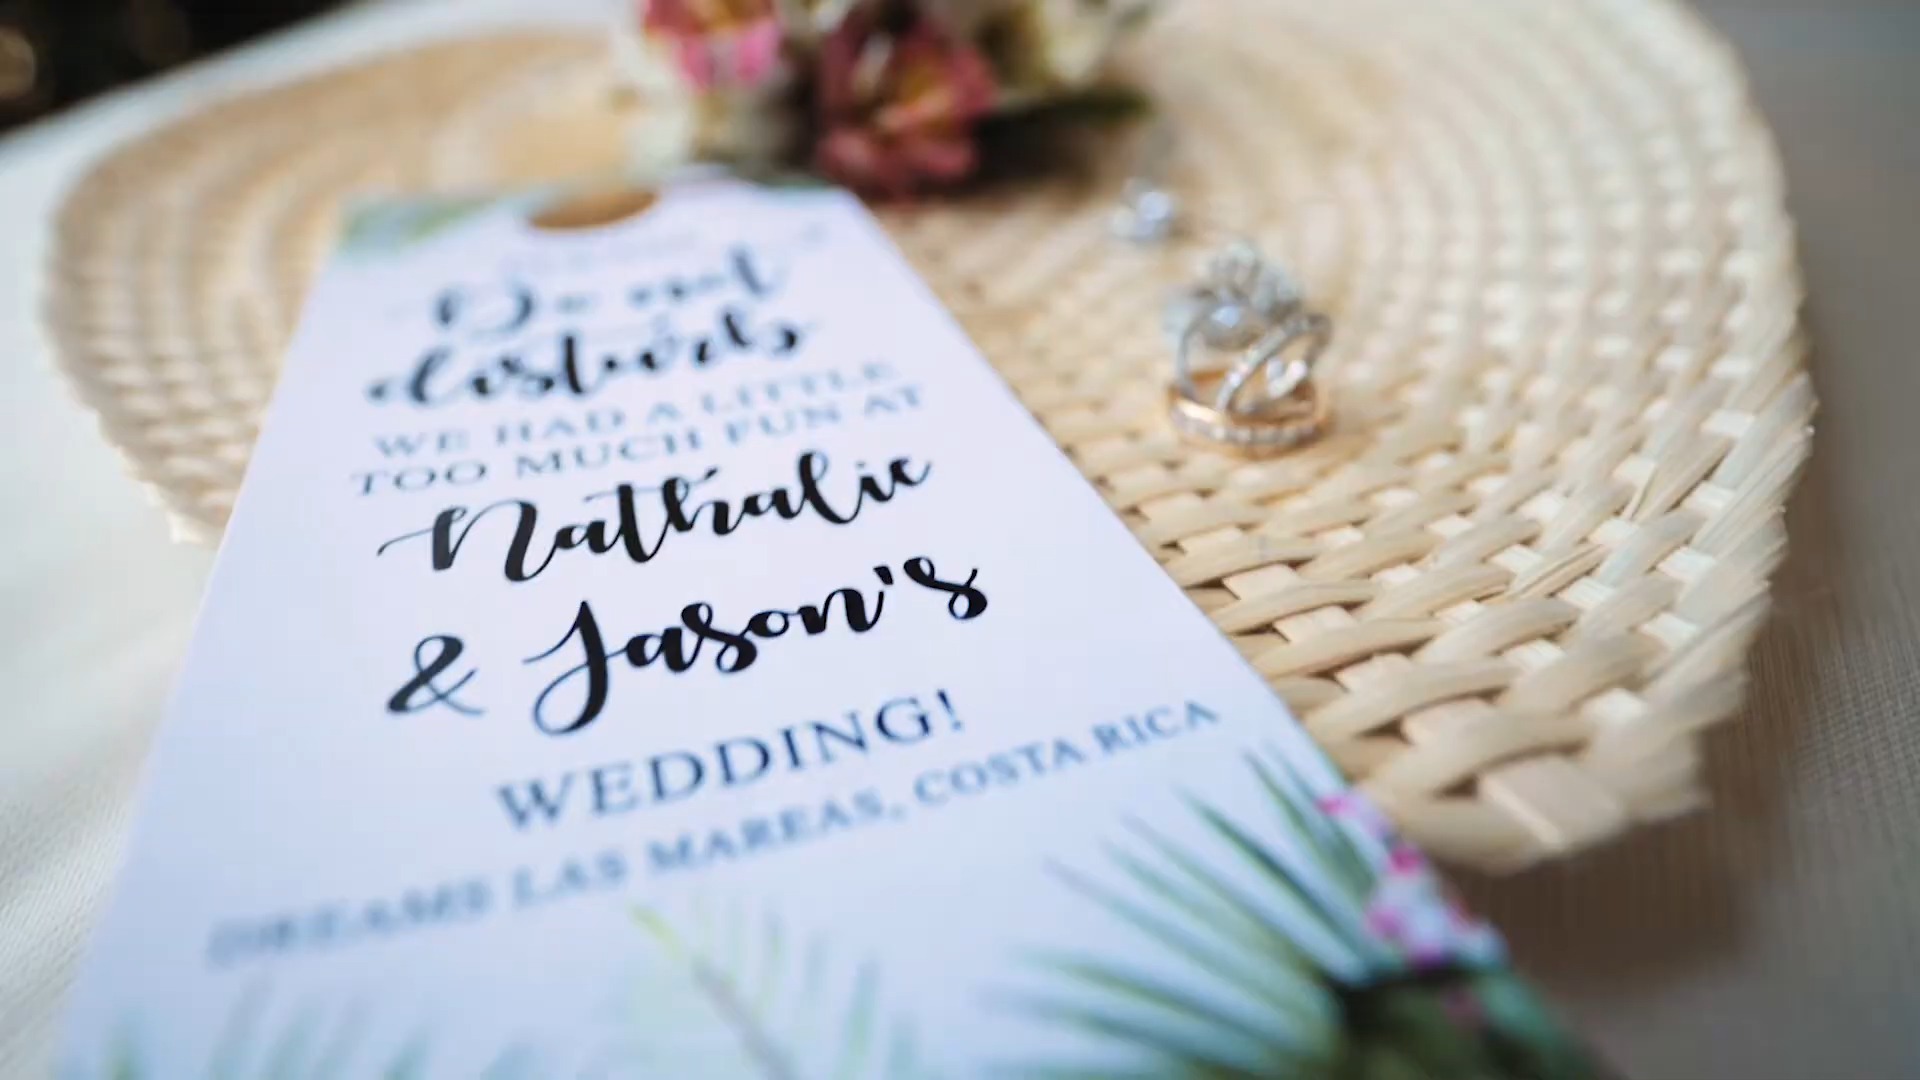 Do not
disturb
WE HAD A LITTLE
TOO MUCH FUN AT
Nathalie
& Jason's
WEDDING!
DREAMS LAS MAREAS, COSTA RICA